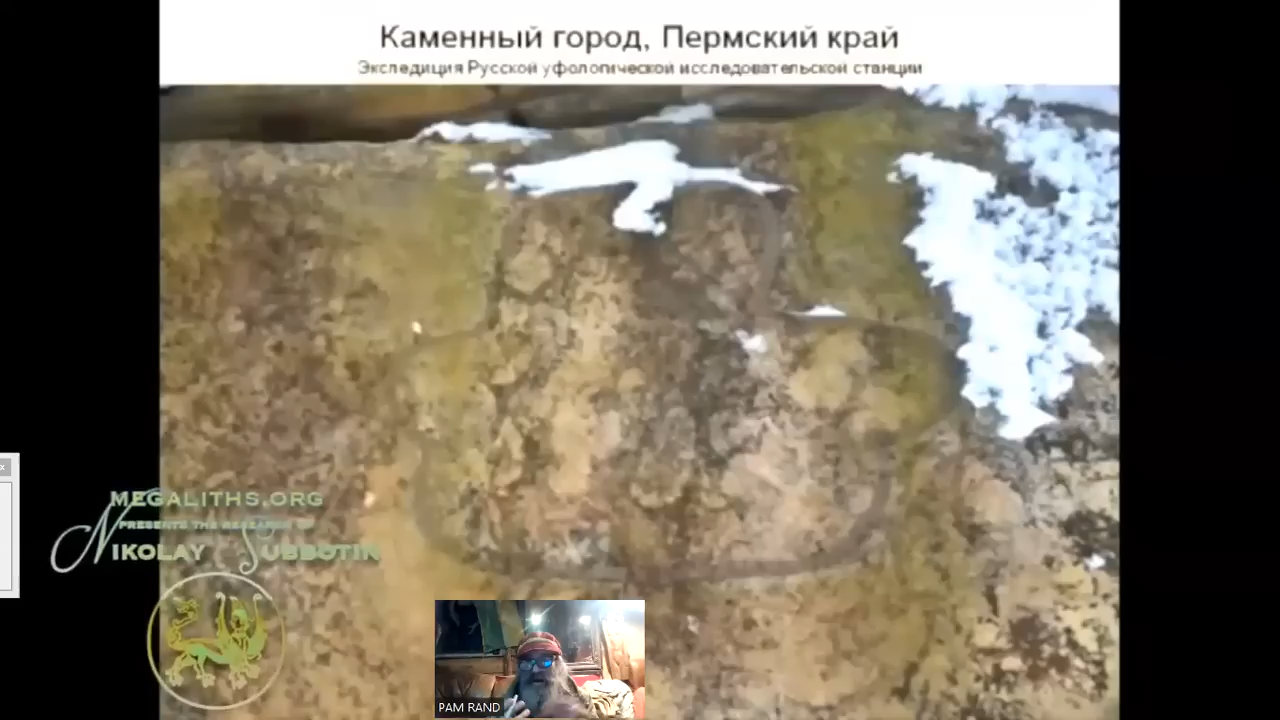 Каменный город, Пермский край
Экспедиция Русской уфологической исследовательской станции
MEGALITHS.ORG
PRESENTS THE RESEARCH OF
NIKOLAY SUBBOTIN
PAM RAND
x